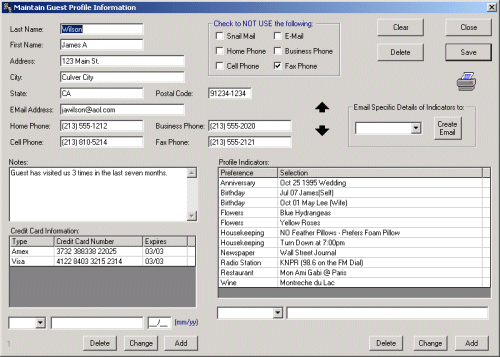 Maintain Guest Profile Information
Last Name: Wilson
First Name: James A
Address: 123 Main St.
City: Culver City
State: CA Postal Code: 91234-1234
EMail Address: jawilson@aol.com
Home Phone: (213) 555-1212 Business Phone: (213) 555-2020
Cell Phone: (213) 810-5214 Fax Phone: (213) 555-2121
Check to NOT USE the following:
Snail Mail E-Mail
Home Phone Business Phone
Cell Phone Fax Phone
Clear Close
Delete Save
Email Specific Details of Indicators to:
Create
Email
Notes:
Guest has visited us 3 times in the last seven months.
Credit Card Information:
Type Credit Card Number Expires
Amex 3732 388338 22025 03/03
Visa 4122 8403 3215 2314 03/03
__/__ (mm/yy)
1 Delete Change Add
Profile Indicators:
Preference Selection
Anniversary Oct 25 1995 Wedding
Birthday Jul 07 James(Self)
Birthday Oct 01 May Lee (Wife)
Flowers Blue Hydrangeas
Flowers Yellow Roses
Housekeeping NO Feather Pillows - Prefers Foam Pillow
Housekeeping Turn Down at 7:00pm
Newspaper Wall Street Journal
Radio Station KNPR (98.6 on the FM Dial)
Restaurant Mon Ami Gabi @ Paris
Wine Montreche du Lac
Delete Change Add